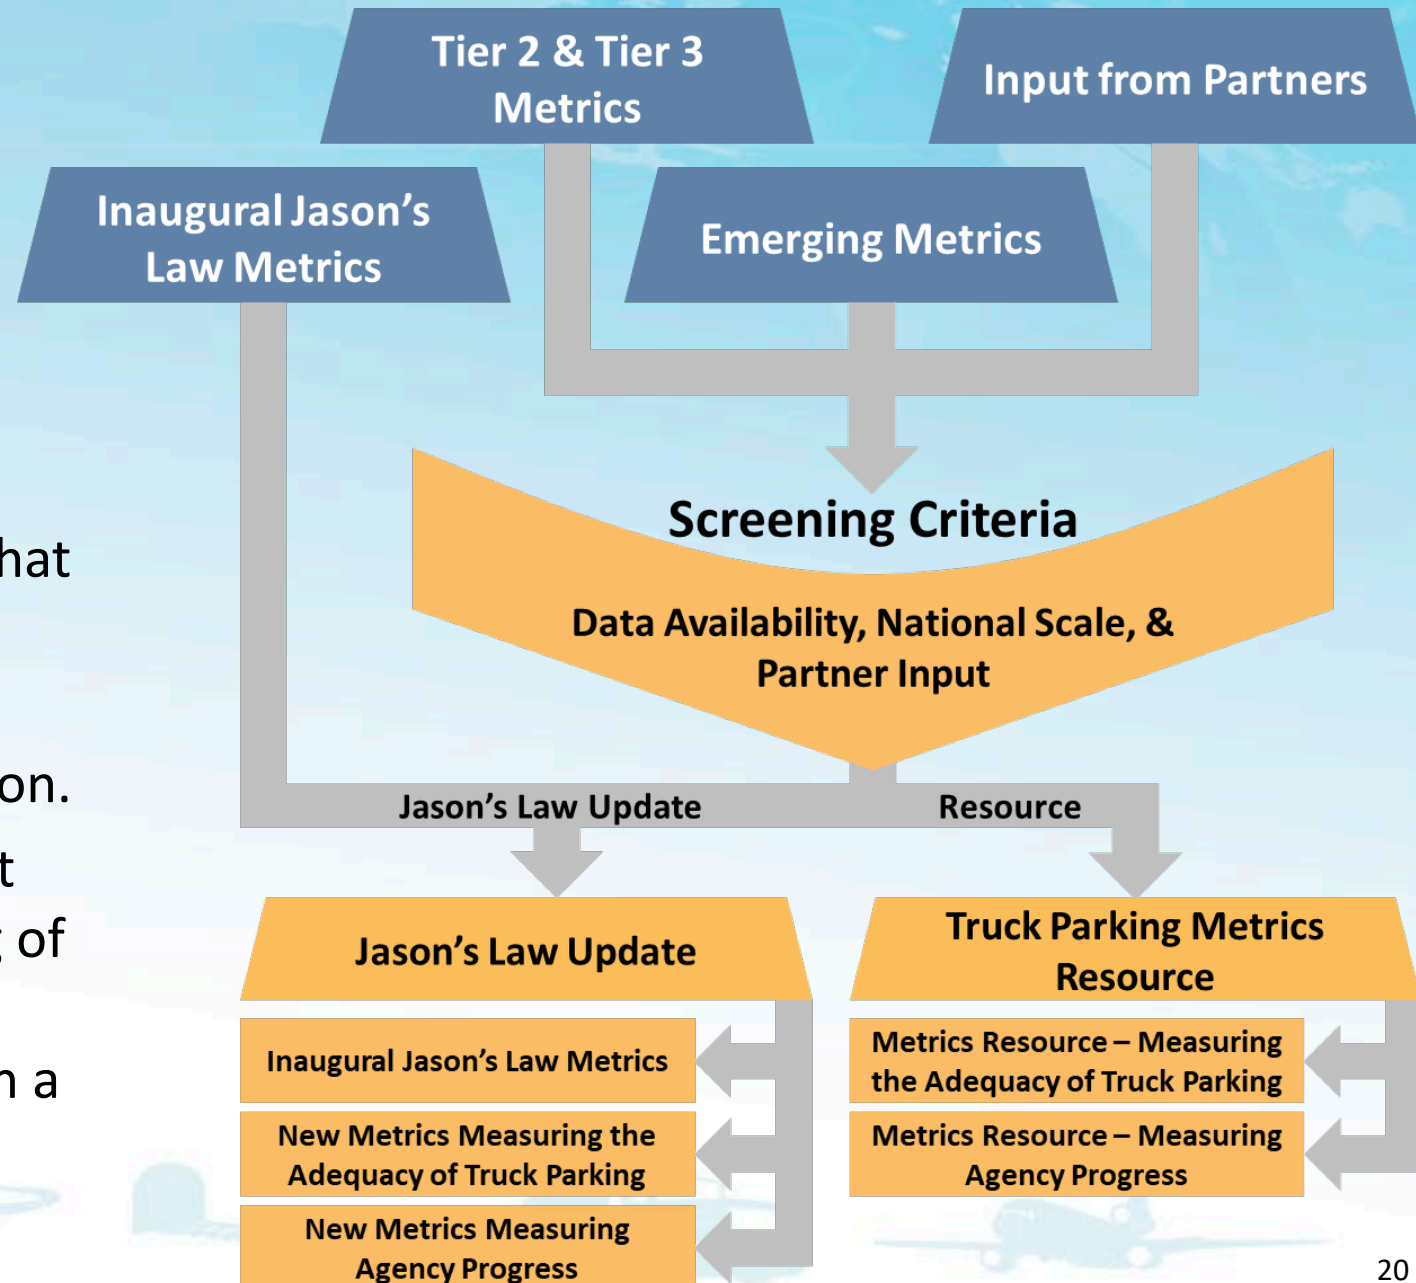 Tier 2 & Tier 3
Metrics
Input from Partners
Inaugural Jason's
Law Metrics
Emerging Metrics
Screening Criteria
Data Availability, National Scale, &
Partner Input
Jason's Law Update
Resource
Jason's Law Update
Inaugural Jason's Law Metrics
New Metrics Measuring the
Adequacy of Truck Parking
New Metrics Measuring
Agency Progress
Truck Parking Metrics
Resource
Metrics Resource – Measuring
the Adequacy of Truck Parking
Metrics Resource – Measuring
Agency Progress
of
a
20